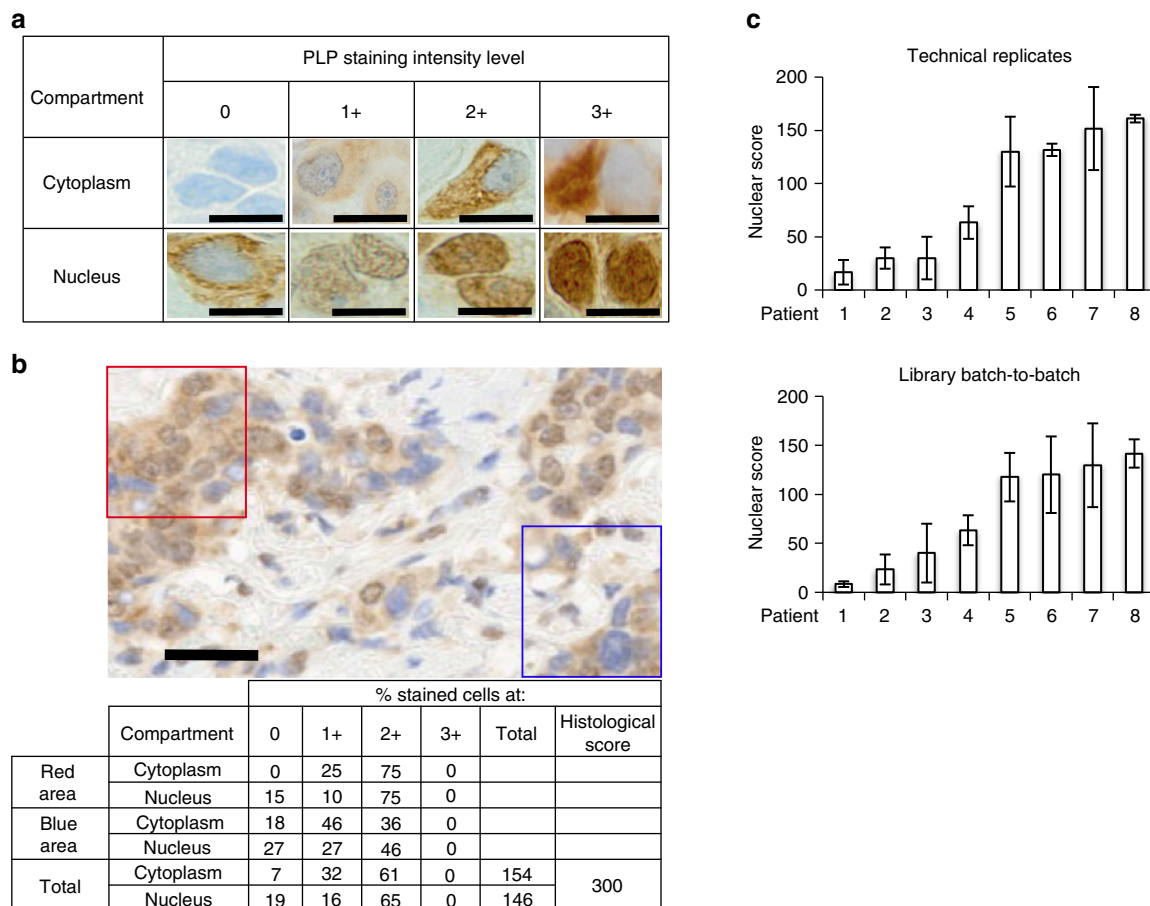 a
PLP staining intensity level
Compartment
0 1+ 2+ 3+
Cytoplasm
Nucleus
b
% stained cells at:
Compartment 0 1+ 2+ 3+ Total Histological score
Red area
Cytoplasm 0 25 75 0
Nucleus 15 10 75 0
Blue area
Cytoplasm 18 46 36 0
Nucleus 27 27 46 0
Total
Cytoplasm 7 32 61 0 154
300
Nucleus 19 16 65 0 146
c
Technical replicates
Nuclear score
200
150
100
50
0
Patient 1 2 3 4 5 6 7 8
Library batch-to-batch
Nuclear score
200
150
100
50
0
Patient 1 2 3 4 5 6 7 8